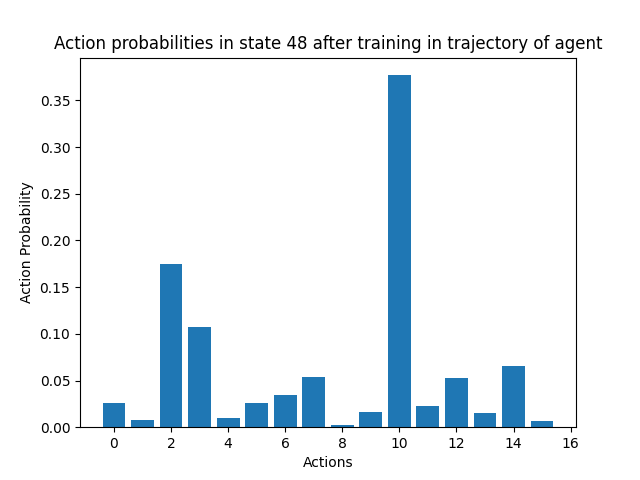 Action probabilities in state 48 after training in trajectory of agent
0.35
0.30
0.25
0.20
0.15
0.10
0.05
0.00
Action Probability
0 2 4 6 8 10 12 14 16
Actions